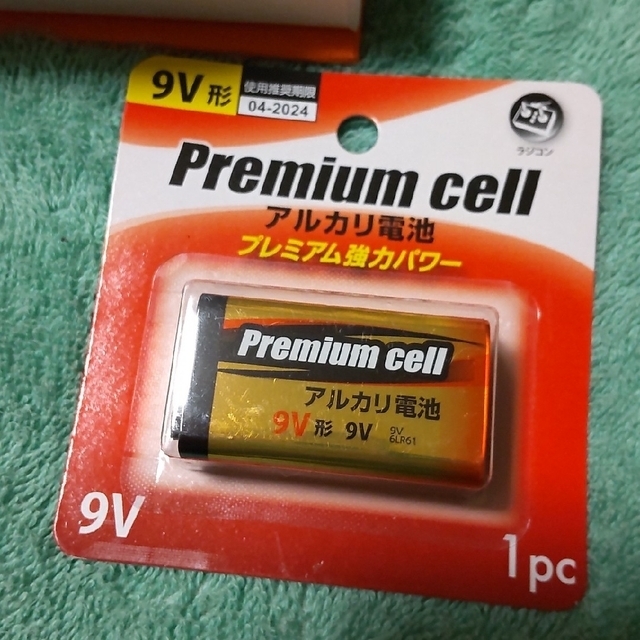 9V形
使用推奨期限
04-2024
ラジコン
Premium cell
アルカリ電池
プレミアム強力パワー
Premium cell
アルカリ電池
9V形 9V
9V
6LR61
9V
1pc